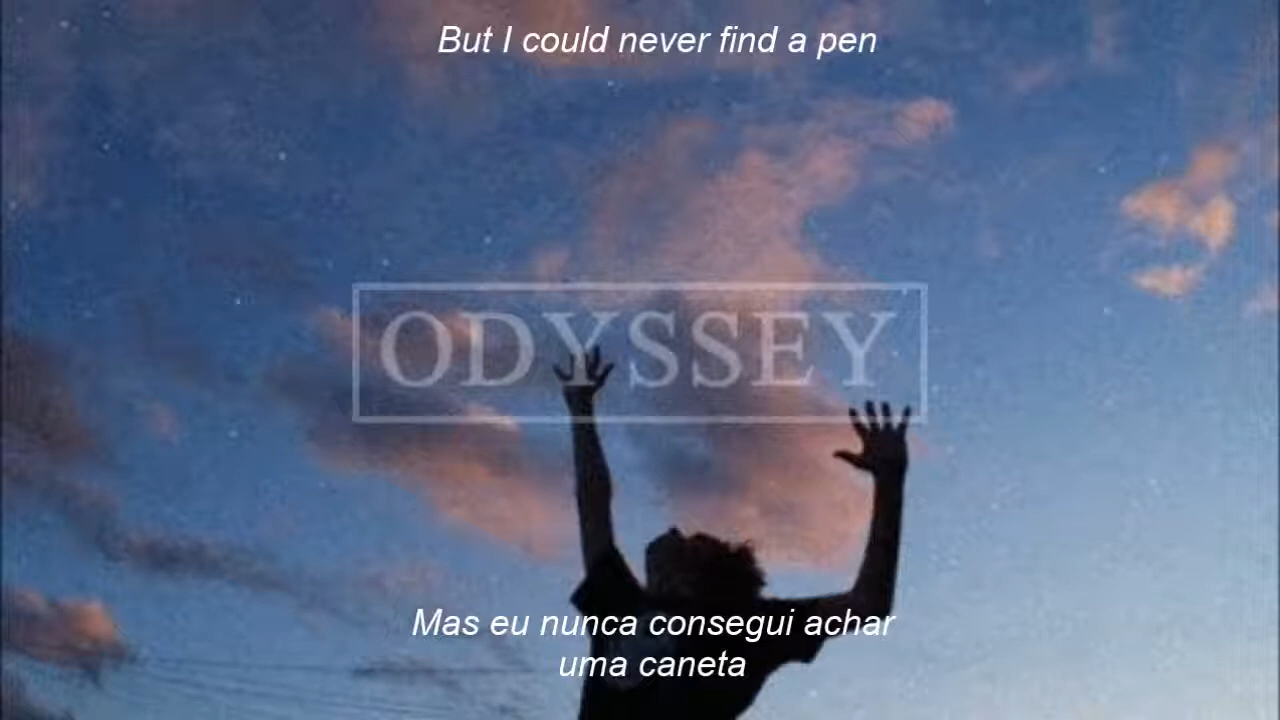 But I could never find a pen
ODYSSEY
Mas eu nunca consegui achar
uma caneta